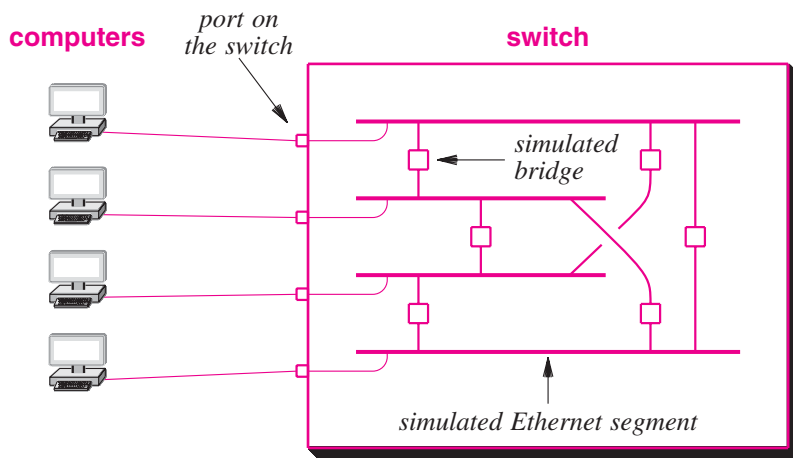 computers
port on
the switch
switch
simulated
bridge
simulated Ethernet segment